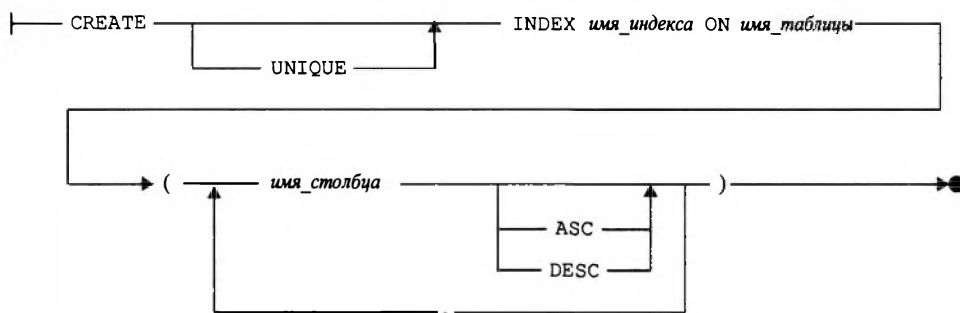 CREATE INDEX имя_индекса ON имя_таблицы
UNIQUE
( имя_столбца )
ASC
DESC